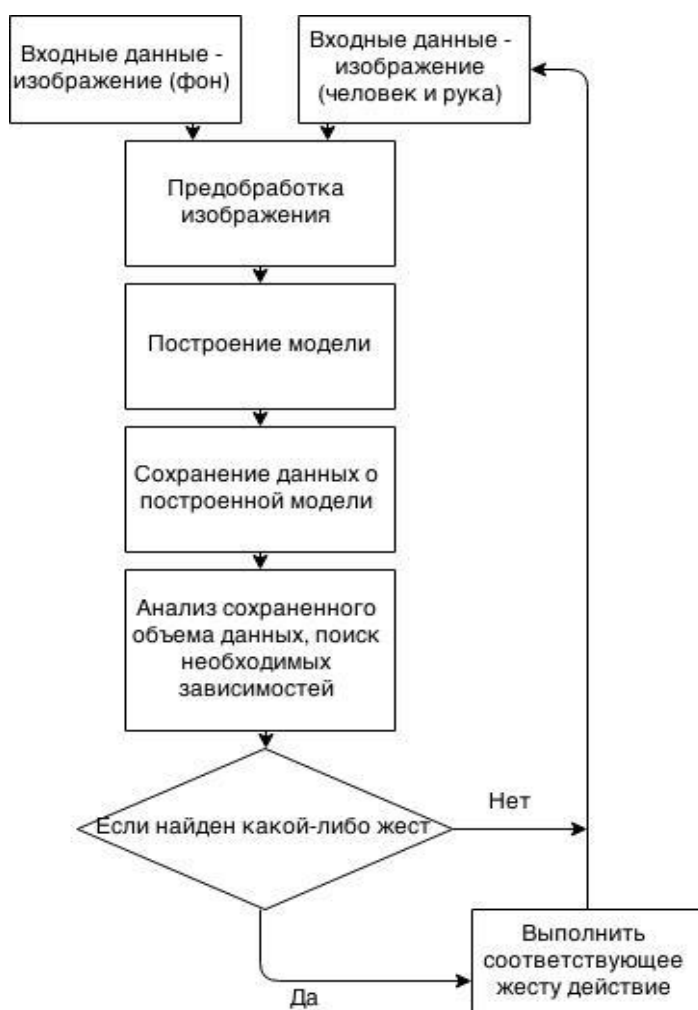 Входные данные -
изображение (фон)
Входные данные -
изображение
(человек и рука)
Предобработка
изображения
Построение модели
Сохранение данных о
построенной модели
Анализ сохраненного
объема данных, поиск
необходимых
зависимостей
Если найден какой-либо жест
Нет
Да
Выполнить
соответствующее
жесту действие